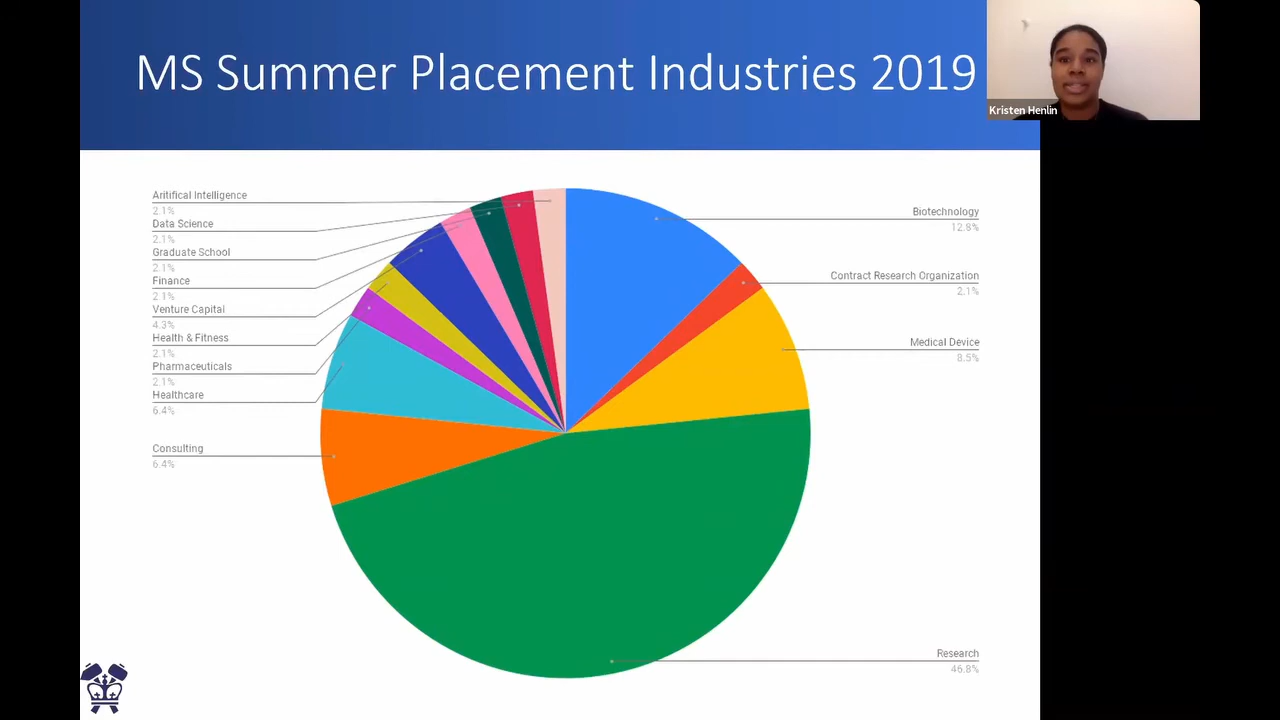 MS Summer Placement Industries 2019
Kristen Henlin
Aritifical Intelligence
2.1%
Data Science
2.1%
Graduate School
2.1%
Finance
2.1%
Venture Capital
4.3%
Health & Fitness
2.1%
Pharmaceuticals
2.1%
Healthcare
6.4%
Consulting
6.4%
Biotechnology
12.8%
Contract Research Organization
2.1%
Medical Device
8.5%
Research
46.8%